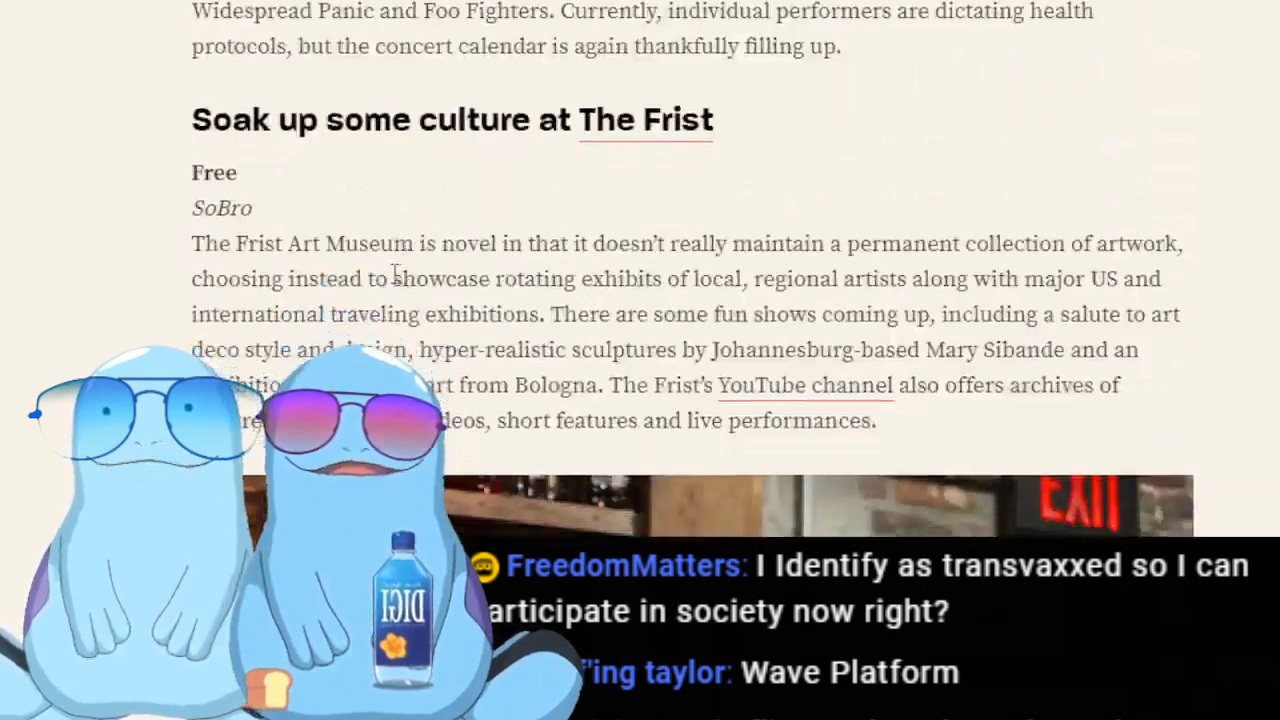 Widespread Panic and Foo Fighters. Currently, individual performers are dictating health
protocols, but the concert calendar is again thankfully filling up.
Soak up some culture at The Frist
Free
SoBro
The Frist Art Museum is novel in that it doesn't really maintain a permanent collection of artwork,
choosing instead to showcase rotating exhibits of local, regional artists along with major US and
international traveling exhibitions. There are some fun shows coming up, including a salute to art
deco style and hyper-realistic sculptures by Johannesburg-based Mary Sibande and an
from Bologna. The Frist's YouTube channel also offers archives of
short features and live performances.
EXIT
FreedomMatters: I Identify as transvaxxed so I can
articipate in society now right?
DIGI
"ing taylor: Wave Platform